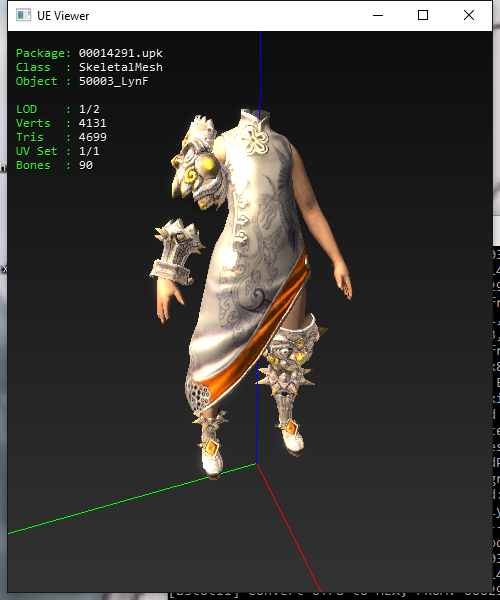 UE Viewer
Package: 00014291.upk
Class : SkeletalMesh
Object : 50003_LynF
LOD : 1/2
Verts : 4131
Tris : 4699
UV Set : 1/1
Bones : 90